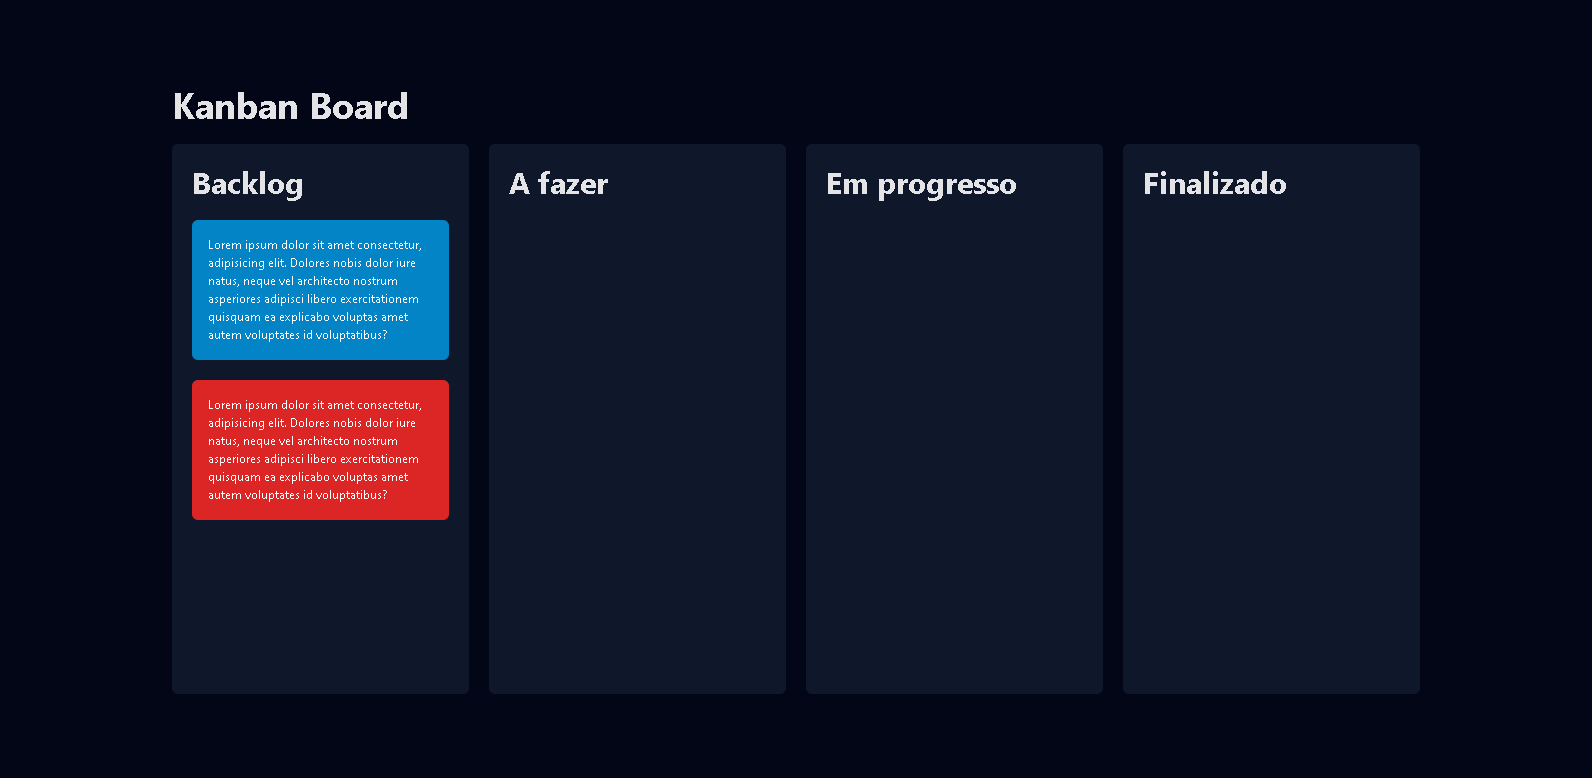 Kanban Board
Backlog
Lorem ipsum dolor sit amet consectetur,
adipisicing elit. Dolores nobis dolor iure
natus, neque vel architecto nostrum
asperiores adipisci libero exercitationem
quisquam ea explicabo voluptas amet
autem voluptates id voluptatibus?
Lorem ipsum dolor sit amet consectetur,
adipisicing elit. Dolores nobis dolor iure
natus, neque vel architecto nostrum
asperiores adipisci libero exercitationem
quisquam ea explicabo voluptas amet
autem voluptates id voluptatibus?
A fazer
Em progresso
Finalizado